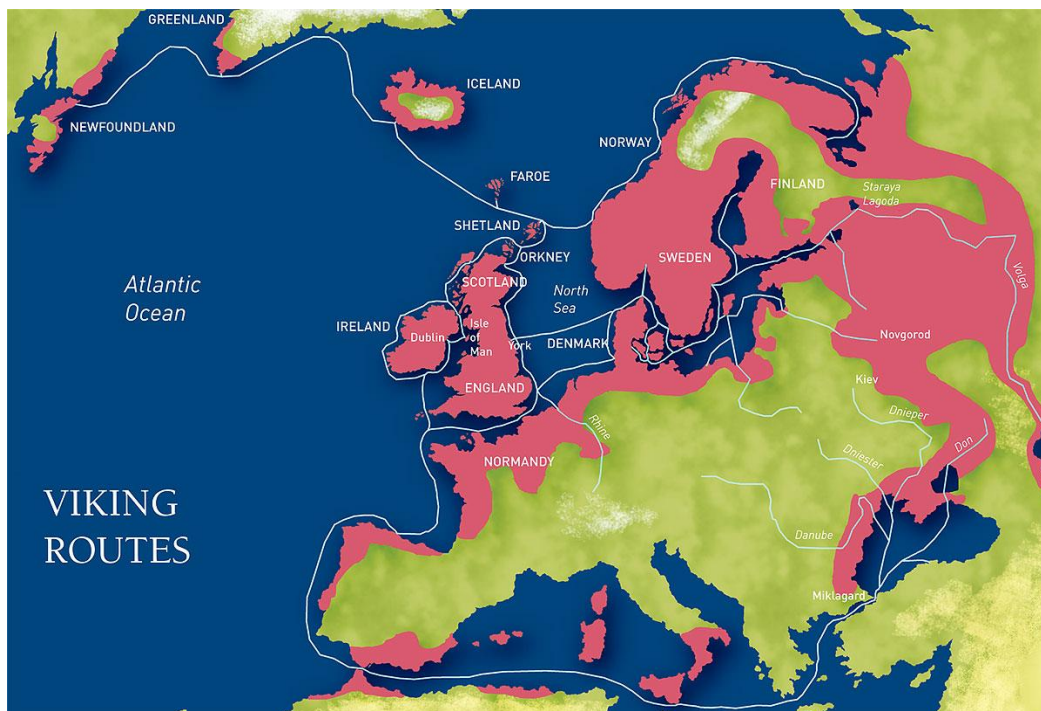 GREENLAND
ICELAND
NEWFOUNDLAND
NORWAY
FAROE
FINLAND
Staraya
Lagoda
SHETLAND
ORKNEY
SWEDEN
SCOTLAND
Volga
Atlantic
Ocean
North
Sea
IRELAND
Dublin
Isle
of
Man
York
DENMARK
Novgorod
ENGLAND
Kiev
Dnieper
Rhine
Don
NORMANDY
Dniester
VIKING
ROUTES
Danube
Miklagard